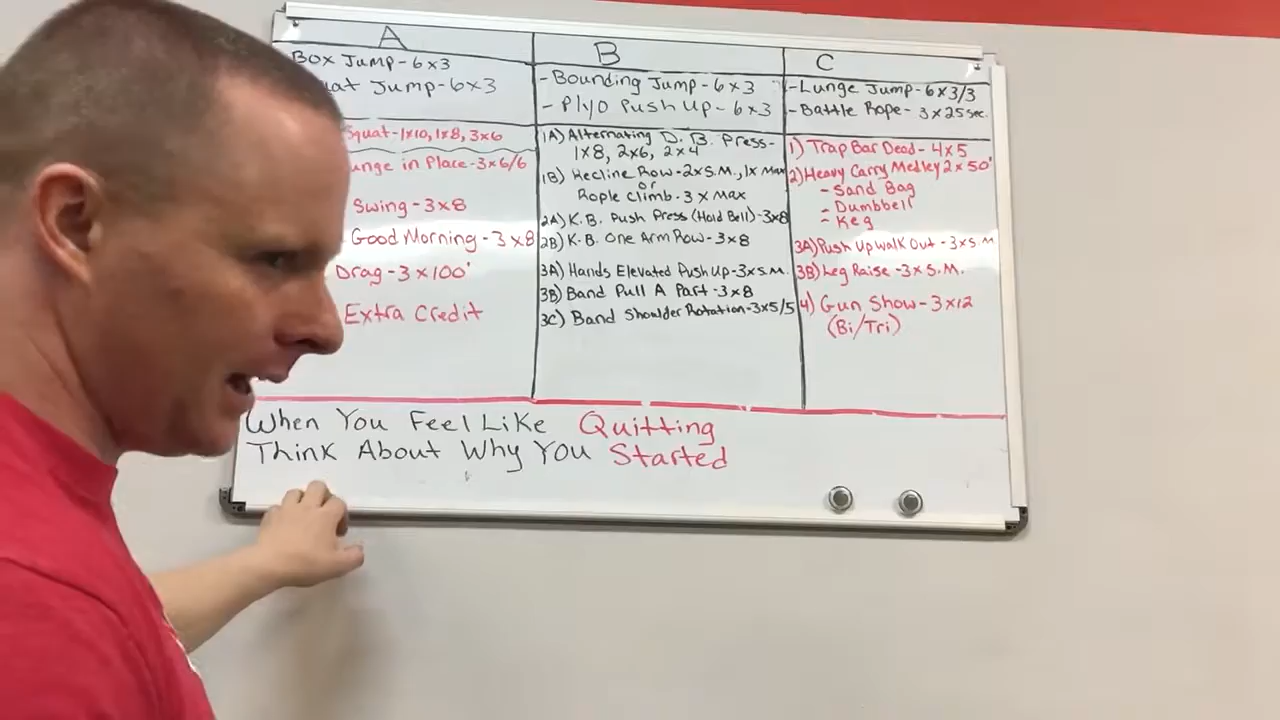 A
Box Jump-6x3
Jump-6x3
Squat-1x10, 1x8, 3x6
in Place-3x6/6
Swing-3x8
Good Morning-3x8
Drag-3x100'
Extra Credit
B
-Bounding Jump-6x3
-Plyo Push Up-6x3
1A) Alternating D.B. Press-
1x8, 2x6, 2x4
1B) Recline Row-2xS.M., 1x Max
or
Rople Climb-3 x Max
2A) K.B. Push Press (Hold Bell)-3x8
2B) K.B. One Arm Row-3x8
3A) Hands Elevated Push Up-3xS.M.
3B) Band Pull A Part-3x8
3C) Band Shoulder Rotation-3x5/5
C
-Lunge Jump-6x3/3
-Battle Rope-3x25sec.
1) Trap Bar Dead-4x5
2) Heavy Carry Medley 2x50'
-Sand Bag
-Dumbbell
-Keg
3A) Push Up Walk Out-3xS.M
3B) Leg Raise-3xS.M.
4) Gun Show-3x12
(Bi/Tri)
When You Feel Like Quitting
Think About Why You Started